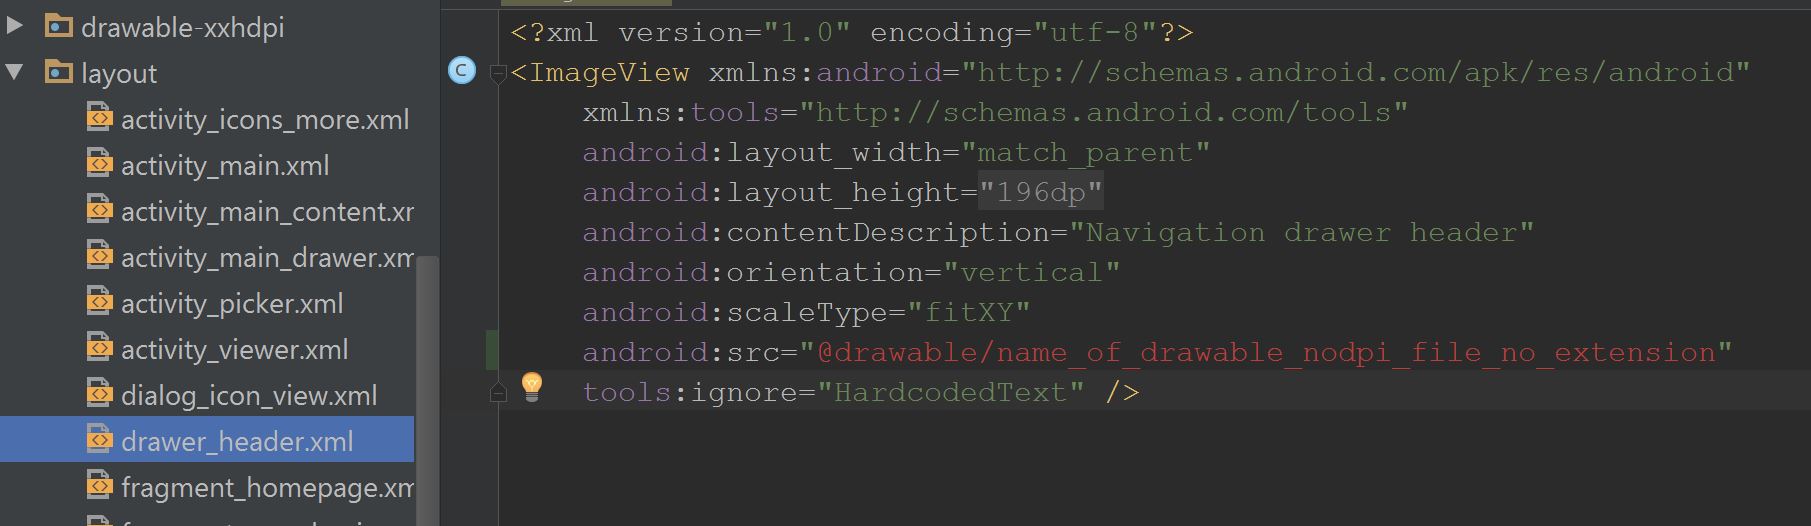 drawable-xxhdpi
layout
activity_icons_more.xml
activity_main.xml
activity_main_content.xr
activity_main_drawer.xm
activity_picker.xml
activity_viewer.xml
dialog_icon_view.xml
drawer_header.xml
fragment_homepage.xm
<?xml version="1.0" encoding="utf-8"?>
C
<ImageView xmlns:android="http://schemas.android.com/apk/res/android"
xmlns:tools="http://schemas.android.com/tools"
android:layout_width="match_parent"
android:layout_height="196dp"
android:contentDescription="Navigation drawer header"
android:orientation="vertical"
android:scaleType="fitXY"
android:src="@drawable/name_of_drawable_nodpi_file_no_extension"
tools:ignore="HardcodedText" />